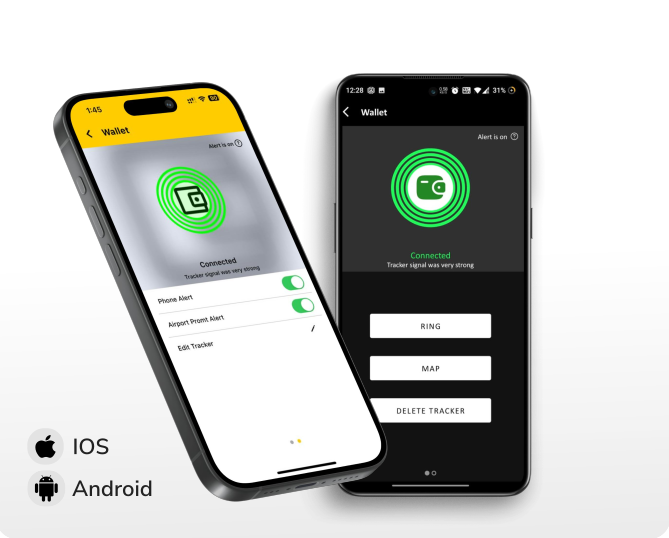 1:45
Wallet
Alert is on
Connected
Tracker signal was very strong
Phone Alert
Airport Promt Alert
Edit Tracker
12:28
31%
Wallet
Alert is on
Connected
Tracker signal was very strong
RING
MAP
DELETE TRACKER
IOS
Android